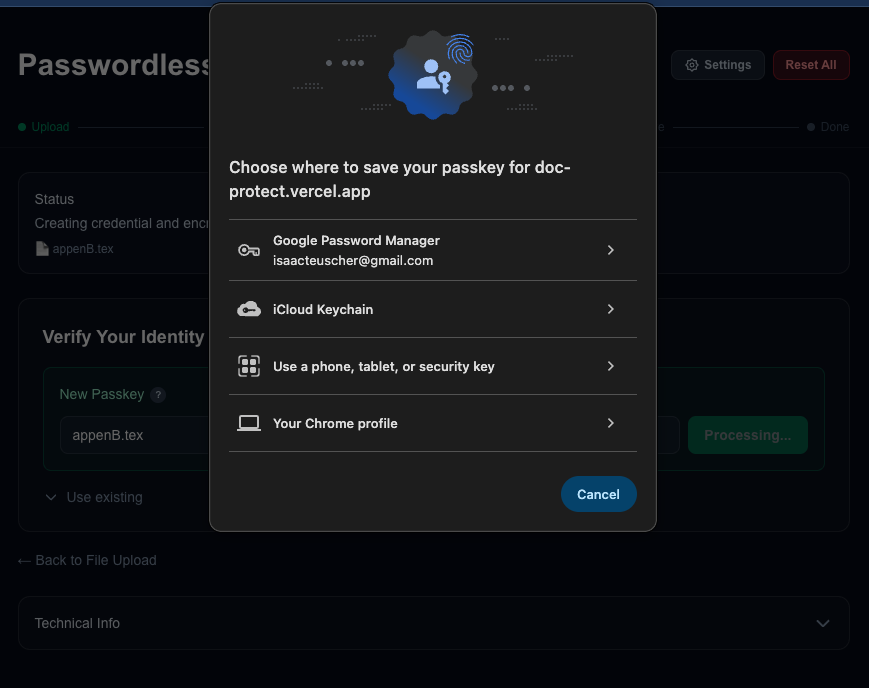 Passwordless
Settings
Reset All
Upload
Done
Status
Creating credential and encr
appenB.tex
Verify Your Identity
New Passkey ?
appenB.tex
Processing...
Use existing
← Back to File Upload
Technical Info
Choose where to save your passkey for doc-
protect.vercel.app
Google Password Manager
isaacteuscher@gmail.com
iCloud Keychain
Use a phone, tablet, or security key
Your Chrome profile
Cancel